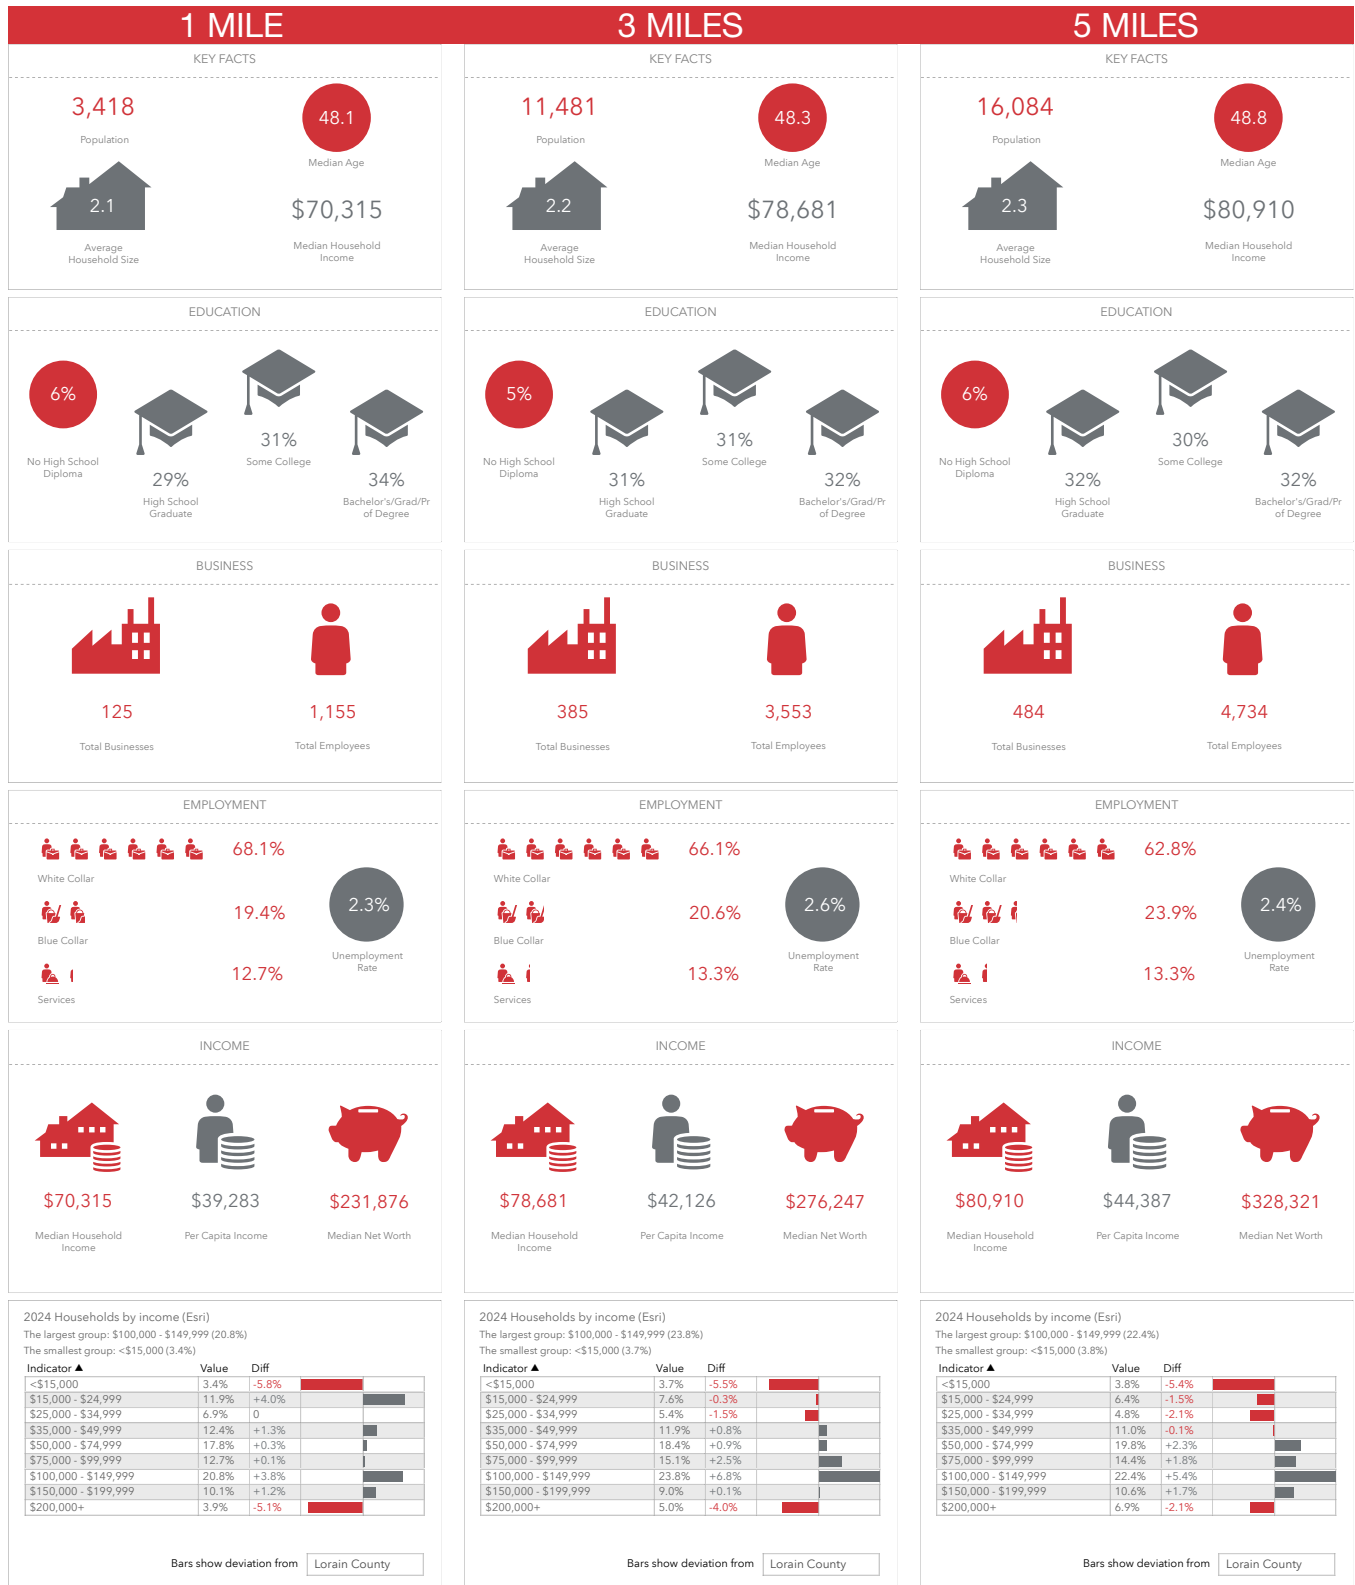 1 MILE
KEY FACTS
3,418
Population
48.1
Median Age
2.1
Average
Household Size
$70,315
Median Household
Income
EDUCATION
6%
No High School
Diploma
29%
High School
Graduate
31%
Some College
34%
Bachelor's/Grad/Pr
of Degree
BUSINESS
125
Total Businesses
1,155
Total Employees
EMPLOYMENT
68.1%
White Collar
19.4%
Blue Collar
12.7%
Services
2.3%
Unemployment
Rate
INCOME
$70,315
Median Household
Income
$39,283
Per Capita Income
$231,876
Median Net Worth
2024 Households by income (Esri)
The largest group: $100,000 - $149,999 (20.8%)
The smallest group: <$15,000 (3.4%)
Indicator ▲ Value Diff
<$15,000 3.4% -5.8%
$15,000 - $24,999 11.9% +4.0%
$25,000 - $34,999 6.9% 0
$35,000 - $49,999 12.4% +1.3%
$50,000 - $74,999 17.8% +0.3%
$75,000 - $99,999 12.7% +0.1%
$100,000 - $149,999 20.8% +3.8%
$150,000 - $199,999 10.1% +1.2%
$200,000+ 3.9% -5.1%
Bars show deviation from Lorain County
3 MILES
KEY FACTS
11,481
Population
48.3
Median Age
2.2
Average
Household Size
$78,681
Median Household
Income
EDUCATION
5%
No High School
Diploma
31%
High School
Graduate
31%
Some College
32%
Bachelor's/Grad/Pr
of Degree
BUSINESS
385
Total Businesses
3,553
Total Employees
EMPLOYMENT
66.1%
White Collar
20.6%
Blue Collar
13.3%
Services
2.6%
Unemployment
Rate
INCOME
$78,681
Median Household
Income
$42,126
Per Capita Income
$276,247
Median Net Worth
2024 Households by income (Esri)
The largest group: $100,000 - $149,999 (23.8%)
The smallest group: <$15,000 (3.7%)
Indicator ▲ Value Diff
<$15,000 3.7% -5.5%
$15,000 - $24,999 7.6% -0.3%
$25,000 - $34,999 5.4% -1.5%
$35,000 - $49,999 11.9% +0.8%
$50,000 - $74,999 18.4% +0.9%
$75,000 - $99,999 15.1% +2.5%
$100,000 - $149,999 23.8% +6.8%
$150,000 - $199,999 9.0% +0.1%
$200,000+ 5.0% -4.0%
Bars show deviation from Lorain County
5 MILES
KEY FACTS
16,084
Population
48.8
Median Age
2.3
Average
Household Size
$80,910
Median Household
Income
EDUCATION
6%
No High School
Diploma
32%
High School
Graduate
30%
Some College
32%
Bachelor's/Grad/Pr
of Degree
BUSINESS
484
Total Businesses
4,734
Total Employees
EMPLOYMENT
62.8%
White Collar
23.9%
Blue Collar
13.3%
Services
2.4%
Unemployment
Rate
INCOME
$80,910
Median Household
Income
$44,387
Per Capita Income
$328,321
Median Net Worth
2024 Households by income (Esri)
The largest group: $100,000 - $149,999 (22.4%)
The smallest group: <$15,000 (3.8%)
Indicator ▲ Value Diff
<$15,000 3.8% -5.4%
$15,000 - $24,999 6.4% -1.5%
$25,000 - $34,999 4.8% -2.1%
$35,000 - $49,999 11.0% -0.1%
$50,000 - $74,999 19.8% +2.3%
$75,000 - $99,999 14.4% +1.8%
$100,000 - $149,999 22.4% +5.4%
$150,000 - $199,999 10.6% +1.7%
$200,000+ 6.9% -2.1%
Bars show deviation from Lorain County